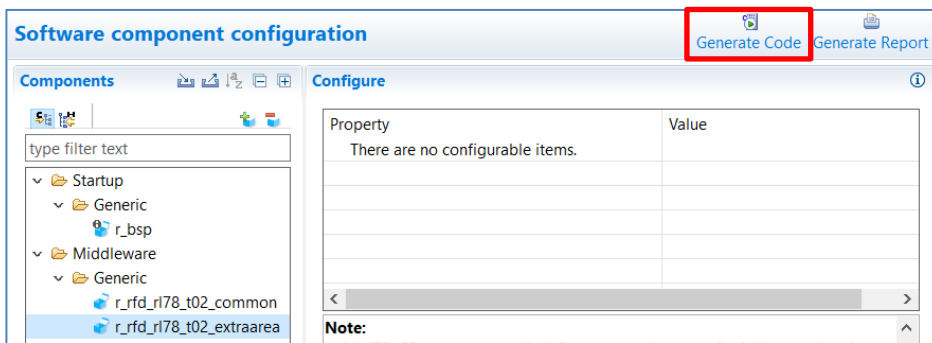 Software component configuration
Generate Code Generate Report
Components
Configure
type filter text
Startup
Generic
r_bsp
Middleware
Generic
r_rfd_rl78_t02_common
r_rfd_rl78_t02_extraarea
Property Value
There are no configurable items.
Note: